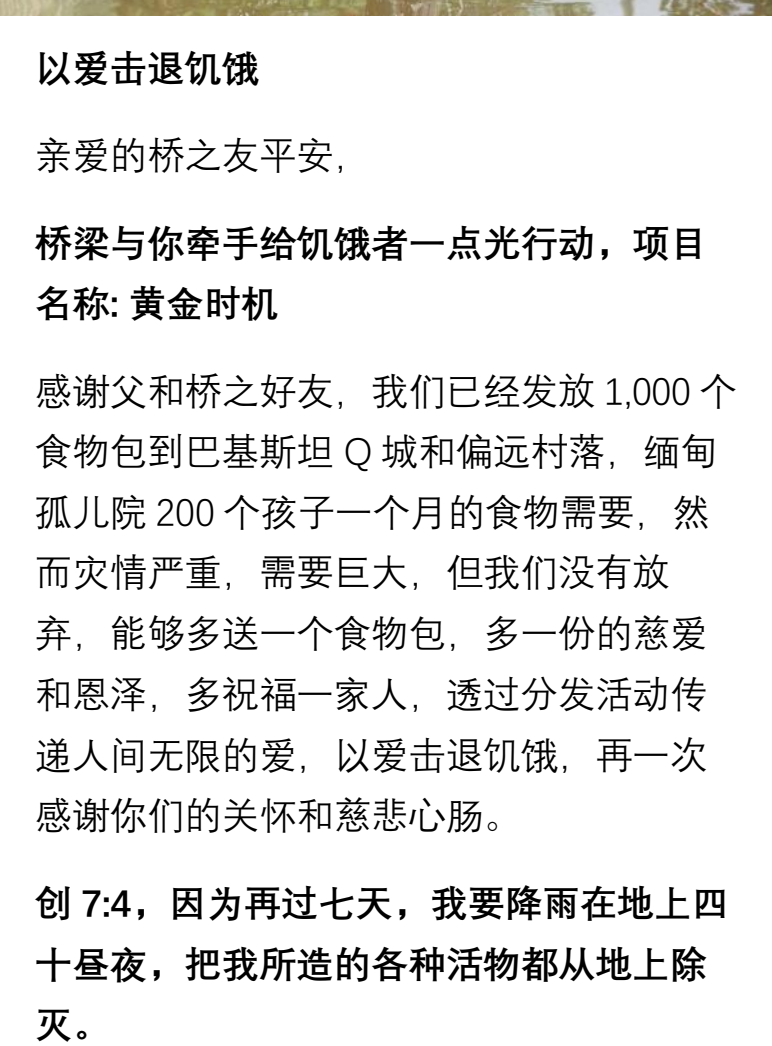 以爱击退饥饿
亲爱的桥之友平安，
桥梁与你牵手给饥饿者一点光行动，项目
名称: 黄金时机
感谢父和桥之好友，我们已经发放 1,000 个
食物包到巴基斯坦 Q 城和偏远村落，缅甸
孤儿院 200 个孩子一个月的食物需要，然
而灾情严重，需要巨大，但我们没有放
弃，能够多送一个食物包，多一份的慈爱
和恩泽，多祝福一家人，透过分发活动传
递人间无限的爱，以爱击退饥饿，再一次
感谢你们的关怀和慈悲心肠。
创 7:4，因为再过七天，我要降雨在地上四
十昼夜，把我所造的各种活物都从地上除
灭。